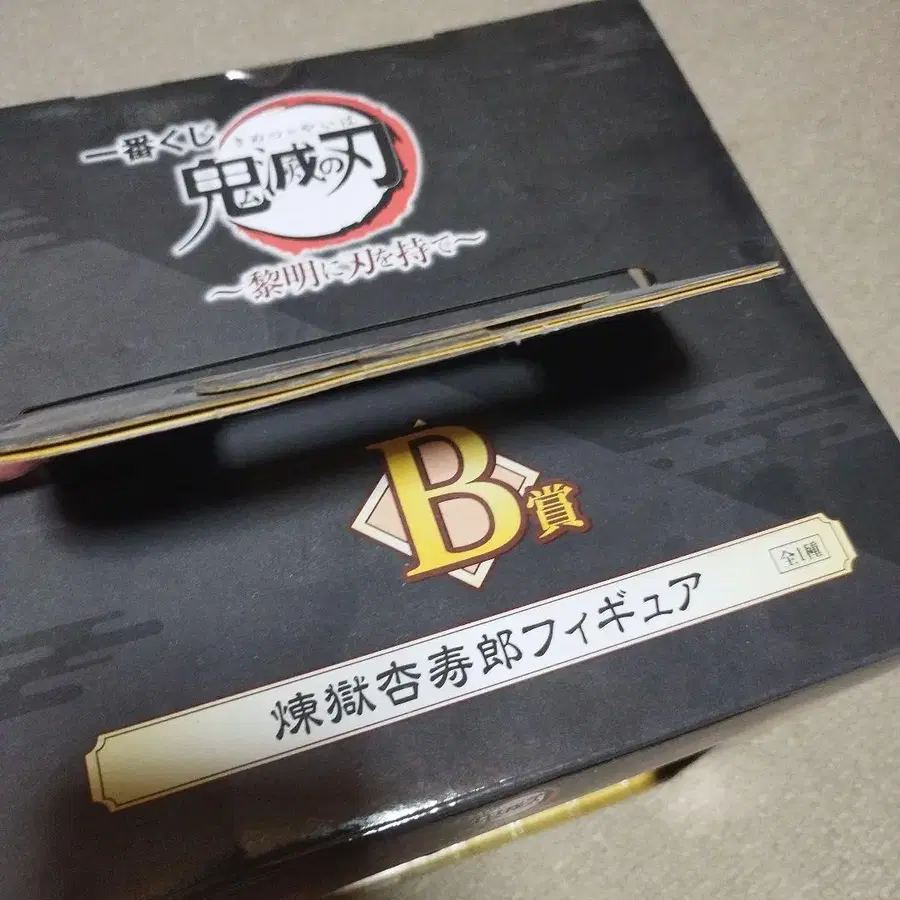 一番くじ
きめつのやいば
鬼滅の刃
～黎明に刃を持て～
B賞
全1種
煉獄杏寿郎フィギュア